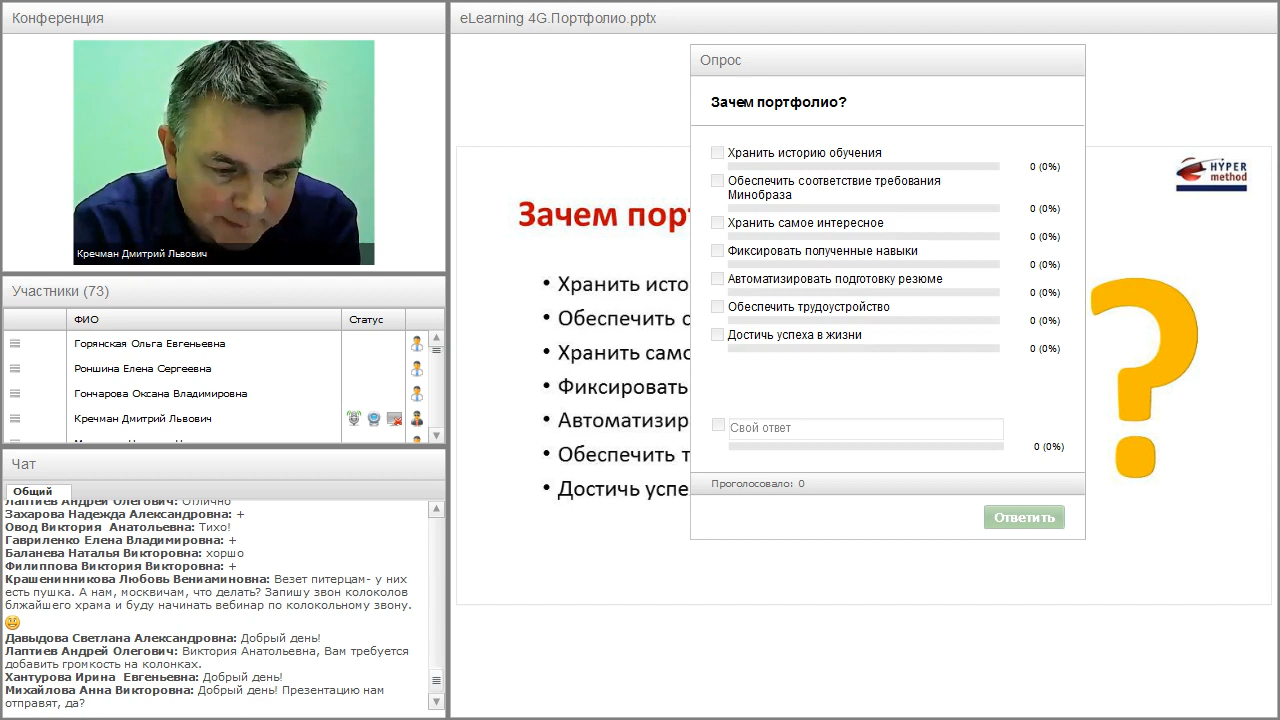 Конференция
Кречман Дмитрий Львович
Участники (73)
ФИО
Статус
Горянская Ольга Евгеньевна
Роншина Елена Сергеевна
Гончарова Оксана Владимировна
Кречман Дмитрий Львович
Чат
Общий
Лаптиев Андрей Олегович: Отлично
Захарова Надежда Александровна: +
Овод Виктория Анатольевна: Тихо!
Гавриленко Елена Владимировна: +
Баланева Наталья Викторовна: хоршо
Филиппова Виктория Викторовна: +
Крашенинникова Любовь Вениаминовна: Везет питерцам- у них
есть пушка. А нам, москвичам, что делать? Запишу звон колоколов
блжайшего храма и буду начинать вебинар по колокольному звону.
Давыдова Светлана Александровна: Добрый день!
Лаптиев Андрей Олегович: Виктория Анатольевна, Вам требуется
добавить громкость на колонках.
Хантурова Ирина Евгеньевна: Добрый день!
Михайлова Анна Викторовна: Добрый день! Презентацию нам
отправят, да?
eLearning 4G.Портфолио.pptx
HYPER
method
Зачем пор
Хранить исто
• Обеспечить с
• Хранить само
• Фиксировать
• Автоматизир
• Обеспечить т
• Достичь успе
?
Опрос
Зачем портфолио?
Хранить историю обучения
0 (0%)
Обеспечить соответствие требования
Минобраза
0 (0%)
Хранить самое интересное
0 (0%)
Фиксировать полученные навыки
0 (0%)
Автоматизировать подготовку резюме
0 (0%)
Обеспечить трудоустройство
0 (0%)
Достичь успеха в жизни
0 (0%)
Свой ответ
0 (0%)
Проголосовало: 0
Ответить